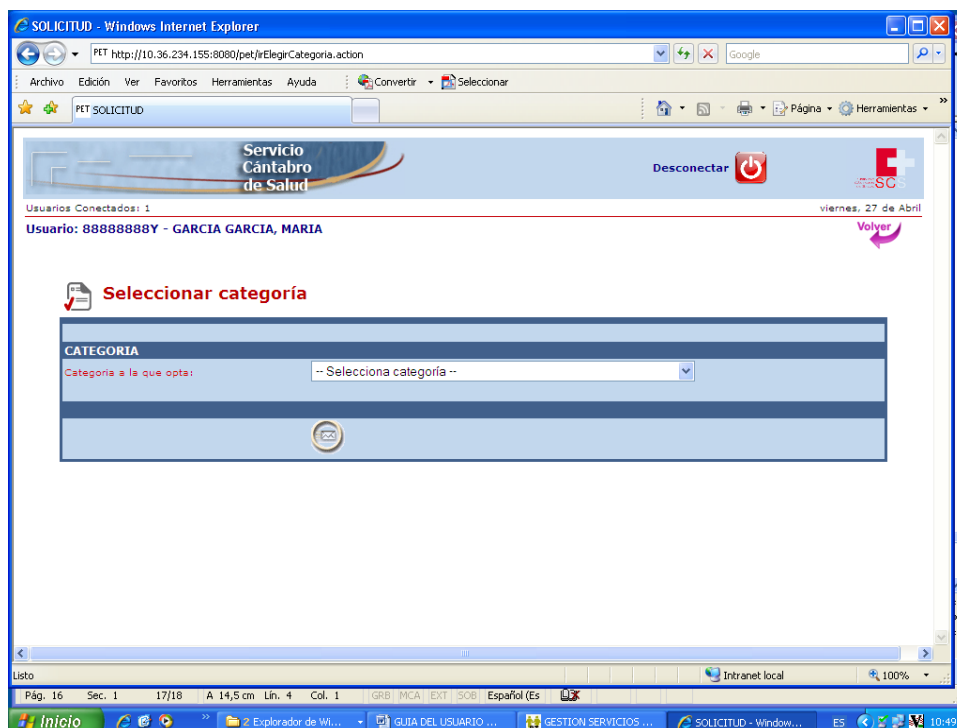 SOLICITUD - Windows Internet Explorer
PET http://10.36.234.155:8080/pet/irElegirCategoria.action
Google
Archivo Edición Ver Favoritos Herramientas Ayuda Convertir Seleccionar
PET SOLICITUD Página Herramientas »
Servicio
Cántabro
de Salud
Desconectar
SCS
Usuarios Conectados: 1 viernes, 27 de Abril
Usuario: 88888888Y - GARCIA GARCIA, MARIA Volver
Seleccionar categoría
CATEGORIA
Categoria a la que opta: -- Selecciona categoría --
Listo Intranet local 100%
Pág. 16 Sec. 1 17/18 A 14,5 cm Lín. 4 Col. 1 GRB MCA EXT SOB Español (Es
Inicio » 2 Explorador de Wi... GUIA DEL USUARIO ... GESTION SERVICIOS ... SOLICITUD - Window... ES 10:49